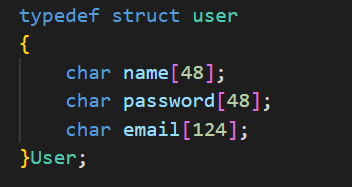 typedef struct user
{
    char name[48];
    char password[48];
    char email[124];
}User;